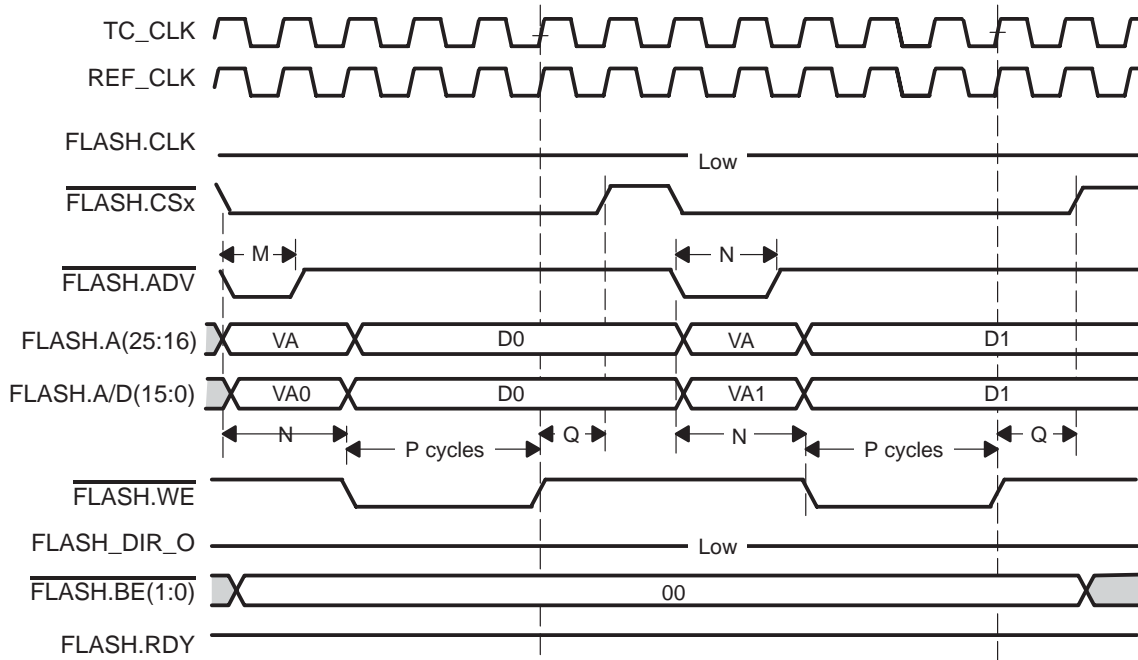 TC_CLK
REF_CLK
FLASH.CLK
Low
FLASH.CSx
M
N
FLASH.ADV
FLASH.A(25:16)
VA
D0
VA
D1
FLASH.A/D(15:0)
VA0
D0
VA1
D1
N
P cycles
Q
N
P cycles
Q
FLASH.WE
FLASH_DIR_O
Low
FLASH.BE(1:0)
00
FLASH.RDY